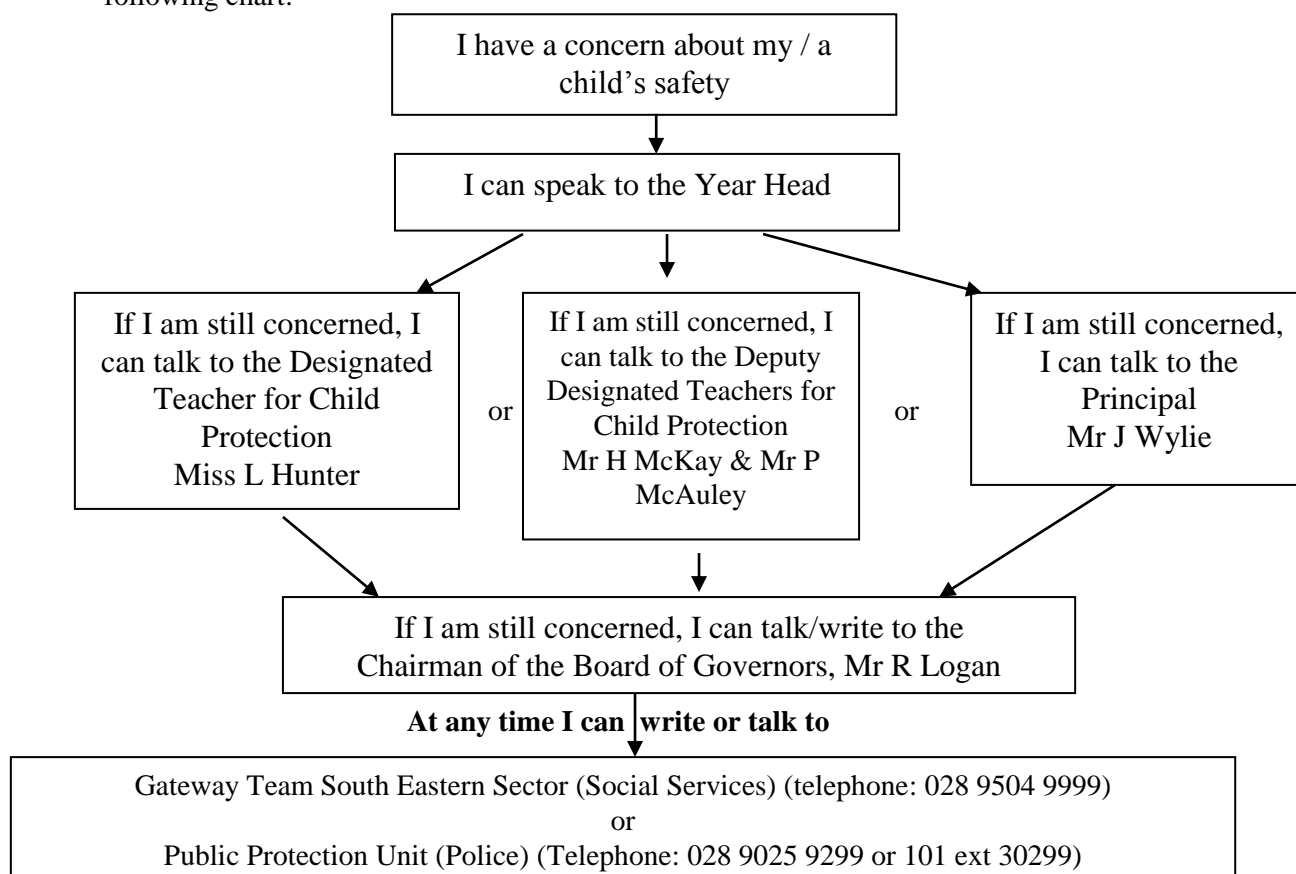 following chart:
I have a concern about my / a
child’s safety
I can speak to the Year Head
If I am still concerned, I
can talk to the Designated
Teacher for Child
Protection
Miss L Hunter
or
If I am still concerned, I
can talk to the Deputy
Designated Teachers for
Child Protection
Mr H McKay & Mr P
McAuley
or
If I am still concerned,
I can talk to the
Principal
Mr J Wylie
If I am still concerned, I can talk/write to the
Chairman of the Board of Governors, Mr R Logan
At any time I can write or talk to
Gateway Team South Eastern Sector (Social Services) (telephone: 028 9504 9999)
or
Public Protection Unit (Police) (Telephone: 028 9025 9299 or 101 ext 30299)